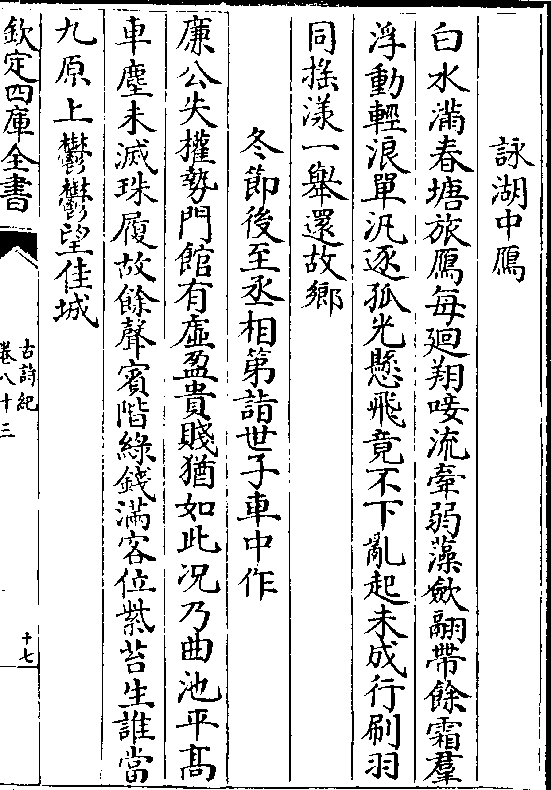 詠湖中鴈
白水滿春塘旅鴈每迴翔唼流牽弱藻斂翮帶餘霜羣
浮動輕浪單汎逐孤光懸飛竟不下亂起未成行刷羽
同搖漾一舉還故鄉
冬節後至丞相第詣世子車中作
廉公失權勢門館有虛盈貴賤猶如此况乃曲池平髙
車塵未滅珠履故餘聲賓階綠錢滿客位紫苔生誰當
九原上鬱鬱望佳城
欽定四庫全書
古詩紀
卷八十三
十七